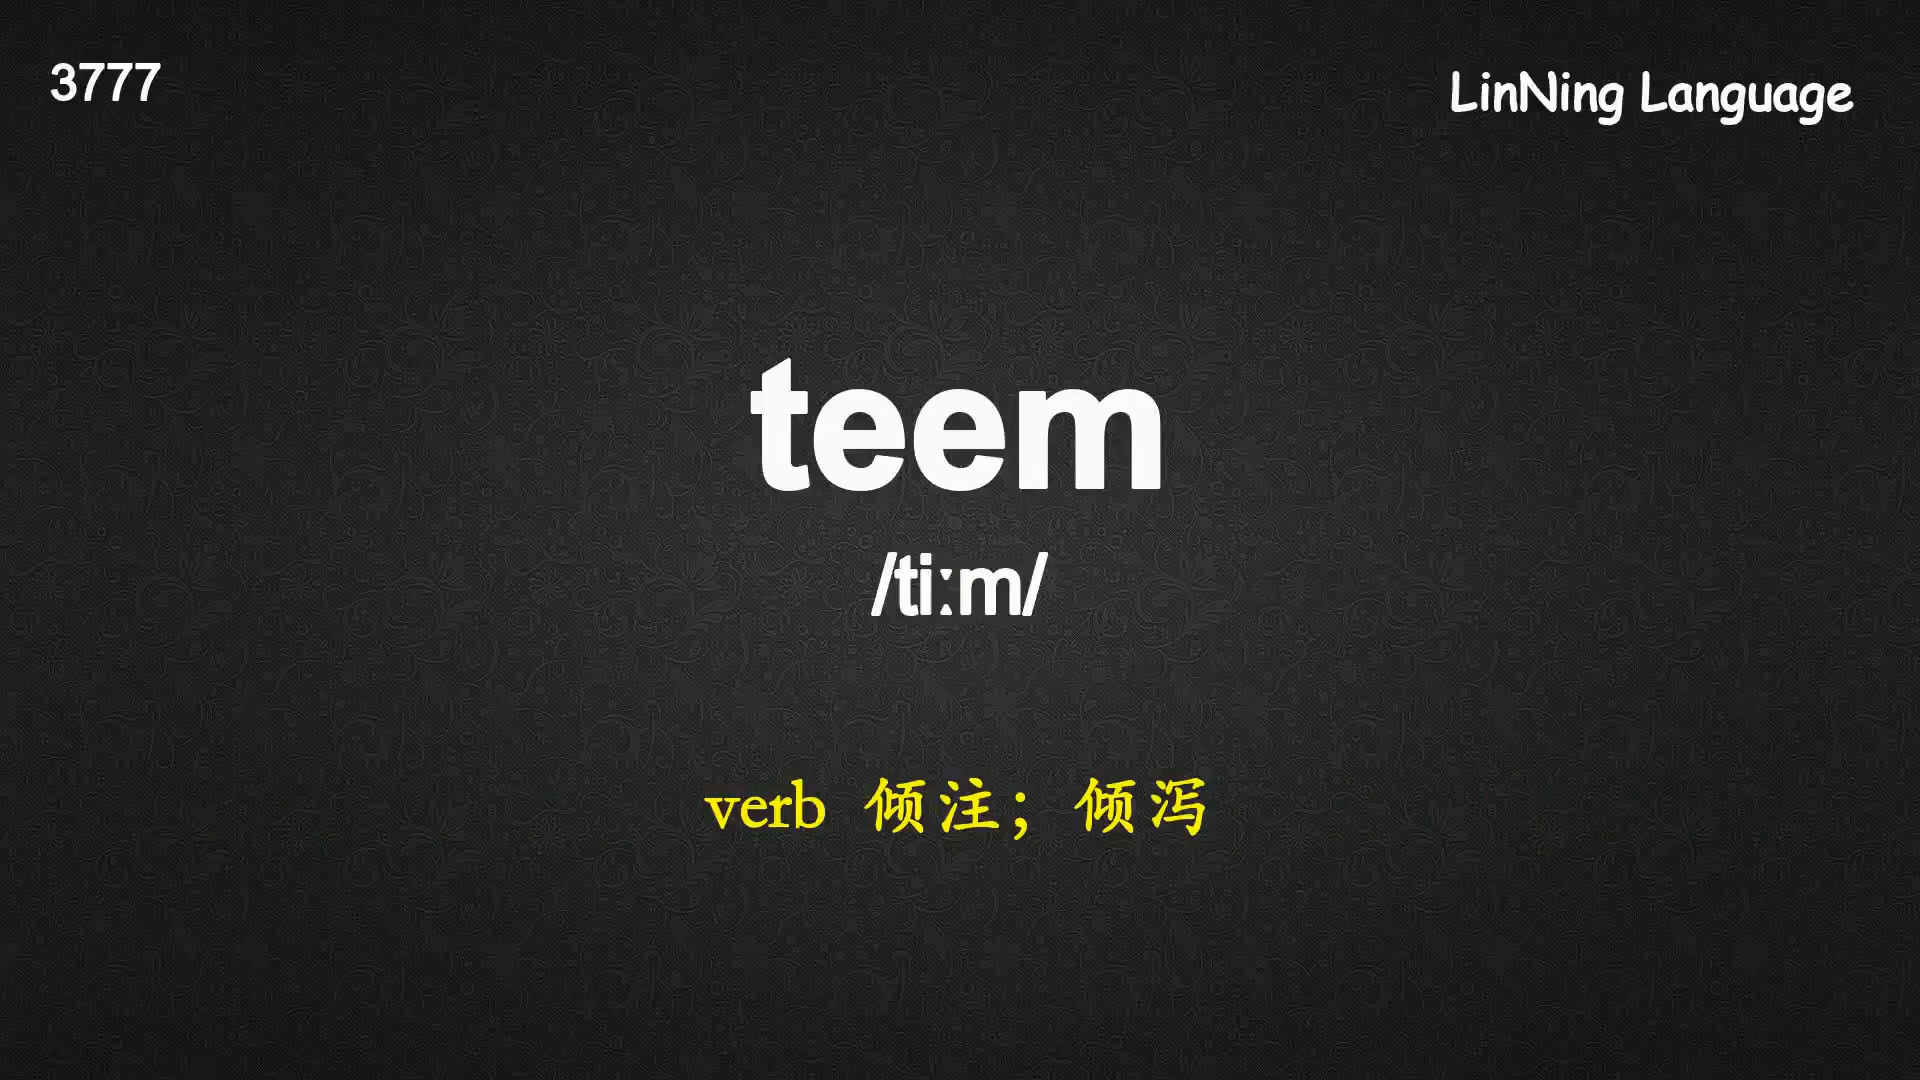 3777
LinNing Language
teem
/tiːm/
verb 倾注；倾泻